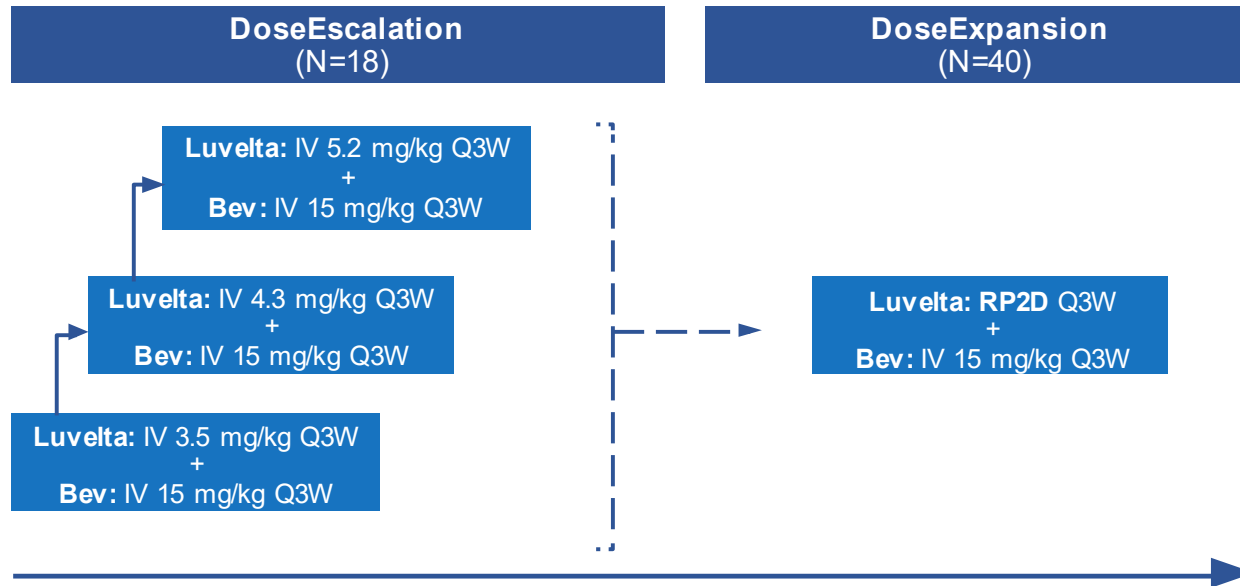 DoseEscalation
(N=18)
DoseExpansion
(N=40)
Luvelta: IV 5.2 mg/kg Q3W
+
Bev: IV 15 mg/kg Q3W
Luvelta: IV 4.3 mg/kg Q3W
+
Bev: IV 15 mg/kg Q3W
Luvelta: IV 3.5 mg/kg Q3W
+
Bev: IV 15 mg/kg Q3W
Luvelta: RP2D Q3W
+
Bev: IV 15 mg/kg Q3W